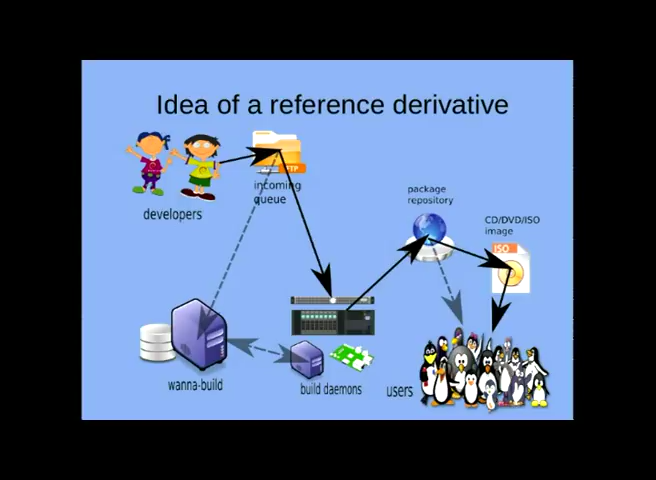 Idea of a reference derivative
FTP
incoming
queue
developers
package
repository
CD/DVD/ISO
image
ISO
wanna-build
build daemons
users